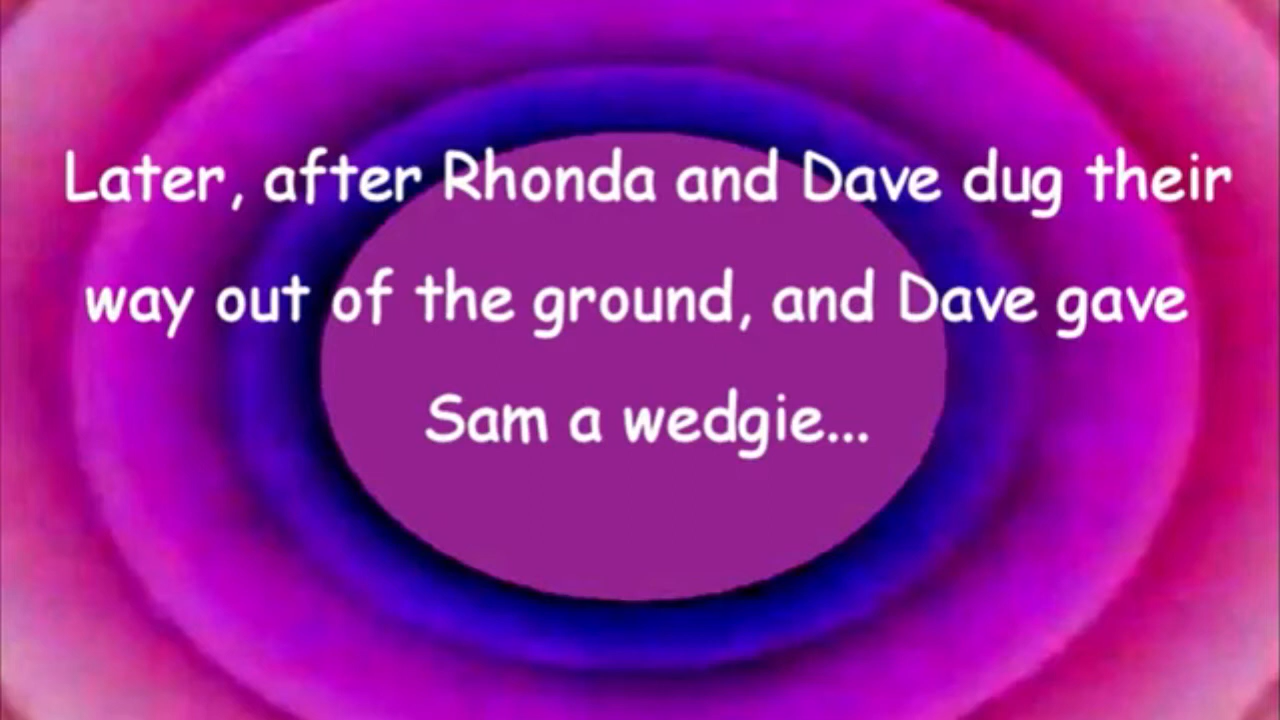 Later, after Rhonda and Dave dug their
way out of the ground, and Dave gave
Sam a wedgie...